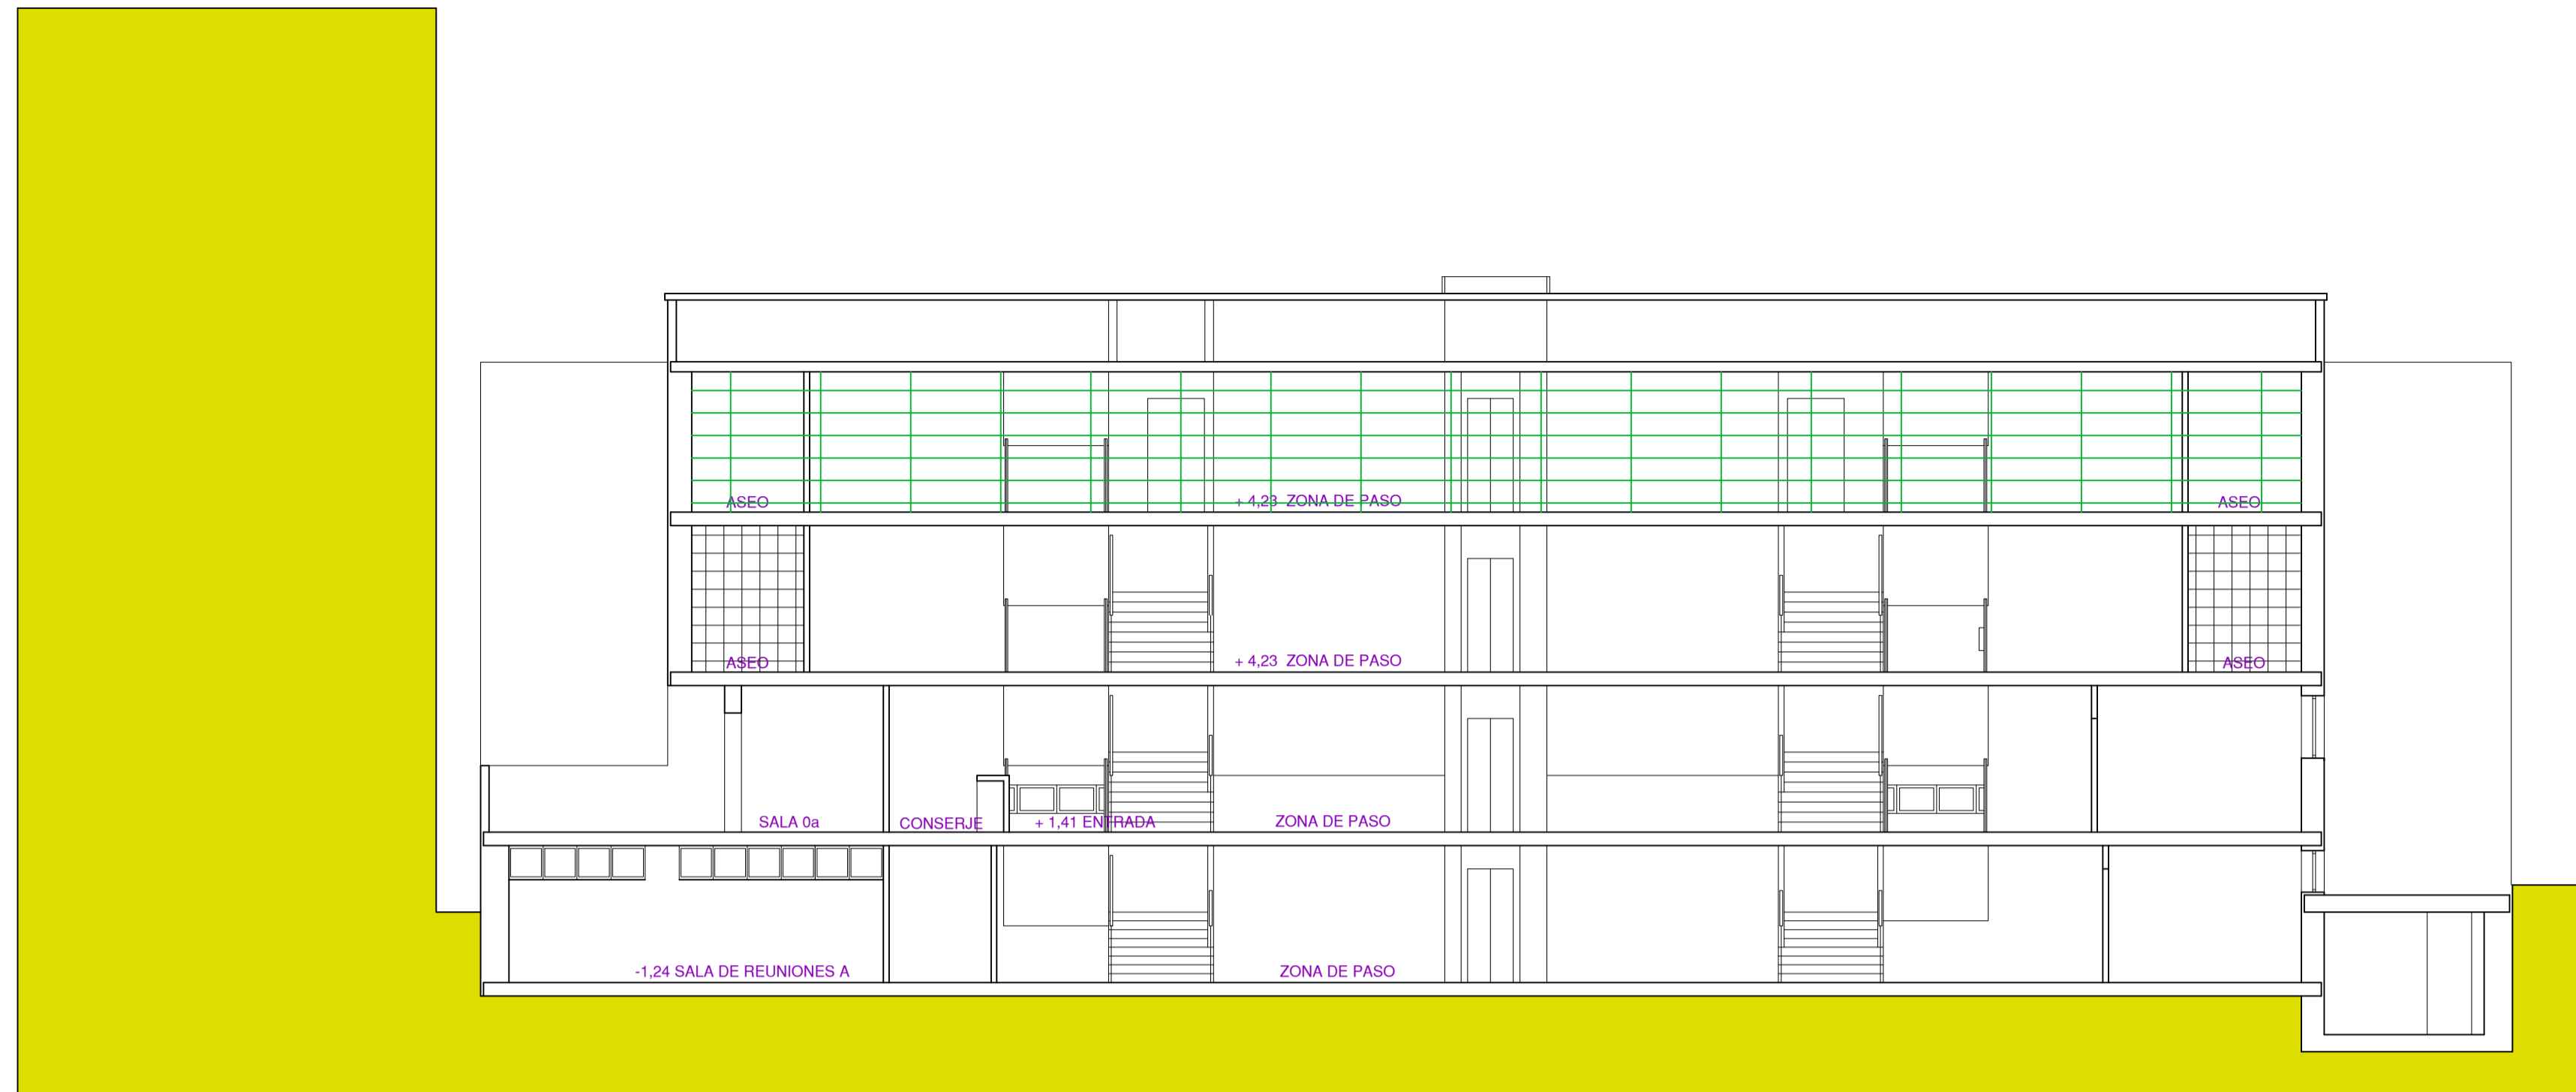 ASEO
+ 4,23 ZONA DE PASO
ASEO
ASEO
+ 4,23 ZONA DE PASO
ASEO
SALA 0a
CONSERJE
+ 1,41 ENTRADA
ZONA DE PASO
-1,24 SALA DE REUNIONES A
ZONA DE PASO